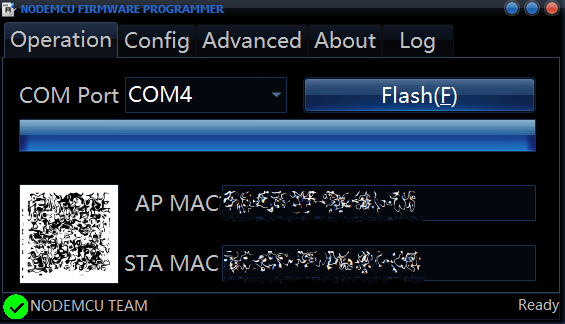 NODEMCU FIRMWARE PROGRAMMER
Operation Config Advanced About Log
COM Port COM4 Flash(F)
AP MAC
STA MAC
NODEMCU TEAM Ready